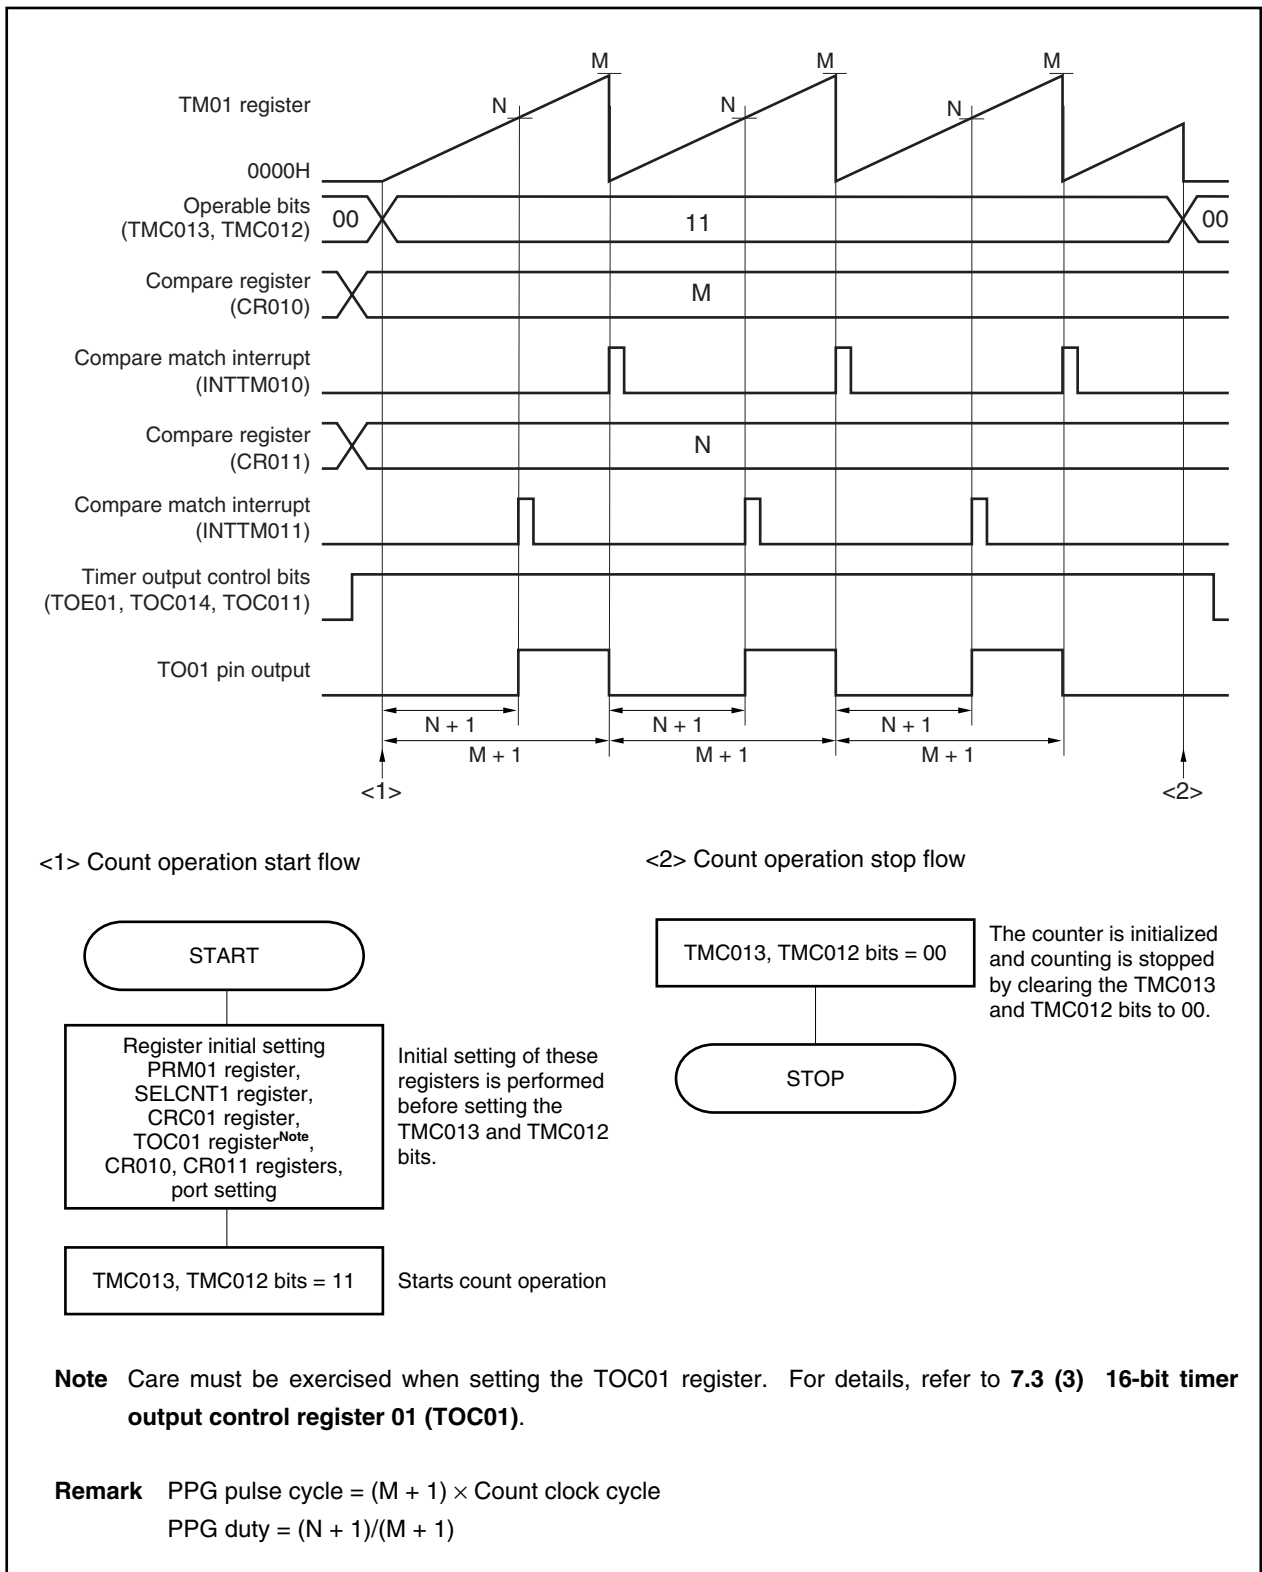 M M M
TM01 register
N N N
0000H
Operable bits
(TMC013, TMC012)
00 11 00
Compare register
(CR010)
M
Compare match interrupt
(INTTM010)
Compare register
(CR011)
N
Compare match interrupt
(INTTM011)
Timer output control bits
(TOE01, TOC014, TOC011)
TO01 pin output
N + 1 N + 1 N + 1
M + 1 M + 1 M + 1
<1> <2>
<1> Count operation start flow
START
Register initial setting
PRM01 register,
SELCNT1 register,
CRC01 register,
TOC01 registerNote,
CR010, CR011 registers,
port setting
Initial setting of these
registers is performed
before setting the
TMC013 and TMC012
bits.
TMC013, TMC012 bits = 11
Starts count operation
<2> Count operation stop flow
TMC013, TMC012 bits = 00
The counter is initialized
and counting is stopped
by clearing the TMC013
and TMC012 bits to 00.
STOP
Note Care must be exercised when setting the TOC01 register. For details, refer to 7.3 (3) 16-bit timer
output control register 01 (TOC01).
Remark PPG pulse cycle = (M + 1) × Count clock cycle
PPG duty = (N + 1)/(M + 1)